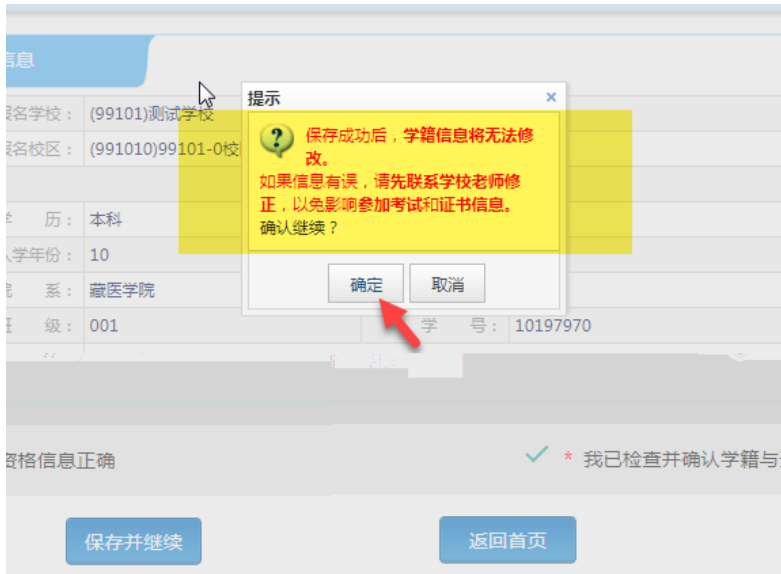 信息
提示
报名学校： (99101)测试学校
保存成功后，学籍信息将无法修
改。
报名校区： (991010)99101-0校
如果信息有误，请先联系学校老师修
正，以免影响参加考试和证书信息。
确认继续？
学 历： 本科
入学年份： 10
确定 取消
院 系： 藏医学院
班 级： 001
学 号： 10197970
资格信息正确
* 我已检查并确认学籍与
保存并继续 返回首页